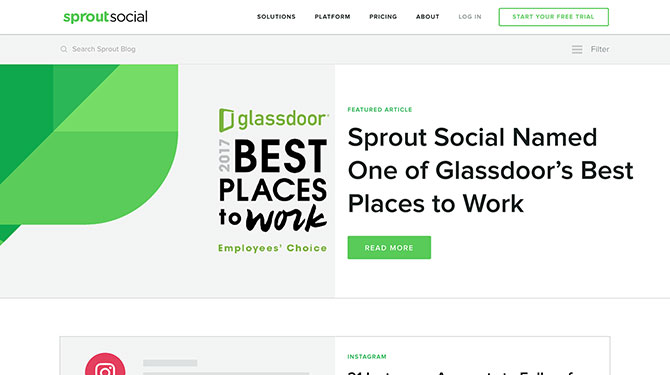 sproutsocial
SOLUTIONS PLATFORM PRICING ABOUT LOG IN START YOUR FREE TRIAL
Search Sprout Blog
Filter
glassdoor
2017 BEST
PLACES
to work
Employees' Choice
FEATURED ARTICLE
Sprout Social Named
One of Glassdoor's Best
Places to Work
READ MORE
INSTAGRAM